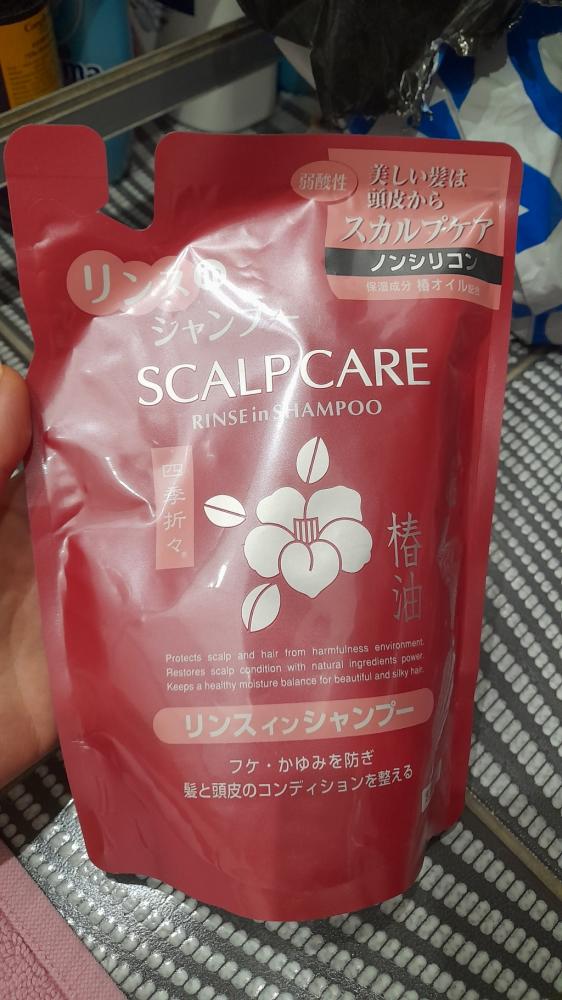 弱酸性
美しい髪は
頭皮から
スカルプケア
ノンシリコン
保湿成分 椿オイル配合
リンスin
シャンプー
SCALP CARE
RINSE in SHAMPOO
四季折々®
椿油
Protects scalp and hair from harmfulness environment.
Restores scalp condition with natural ingredients power.
Keeps a healthy moisture balance for beautiful and silky hair.
リンスインシャンプー
フケ・かゆみを防ぎ
髪と頭皮のコンディションを整える